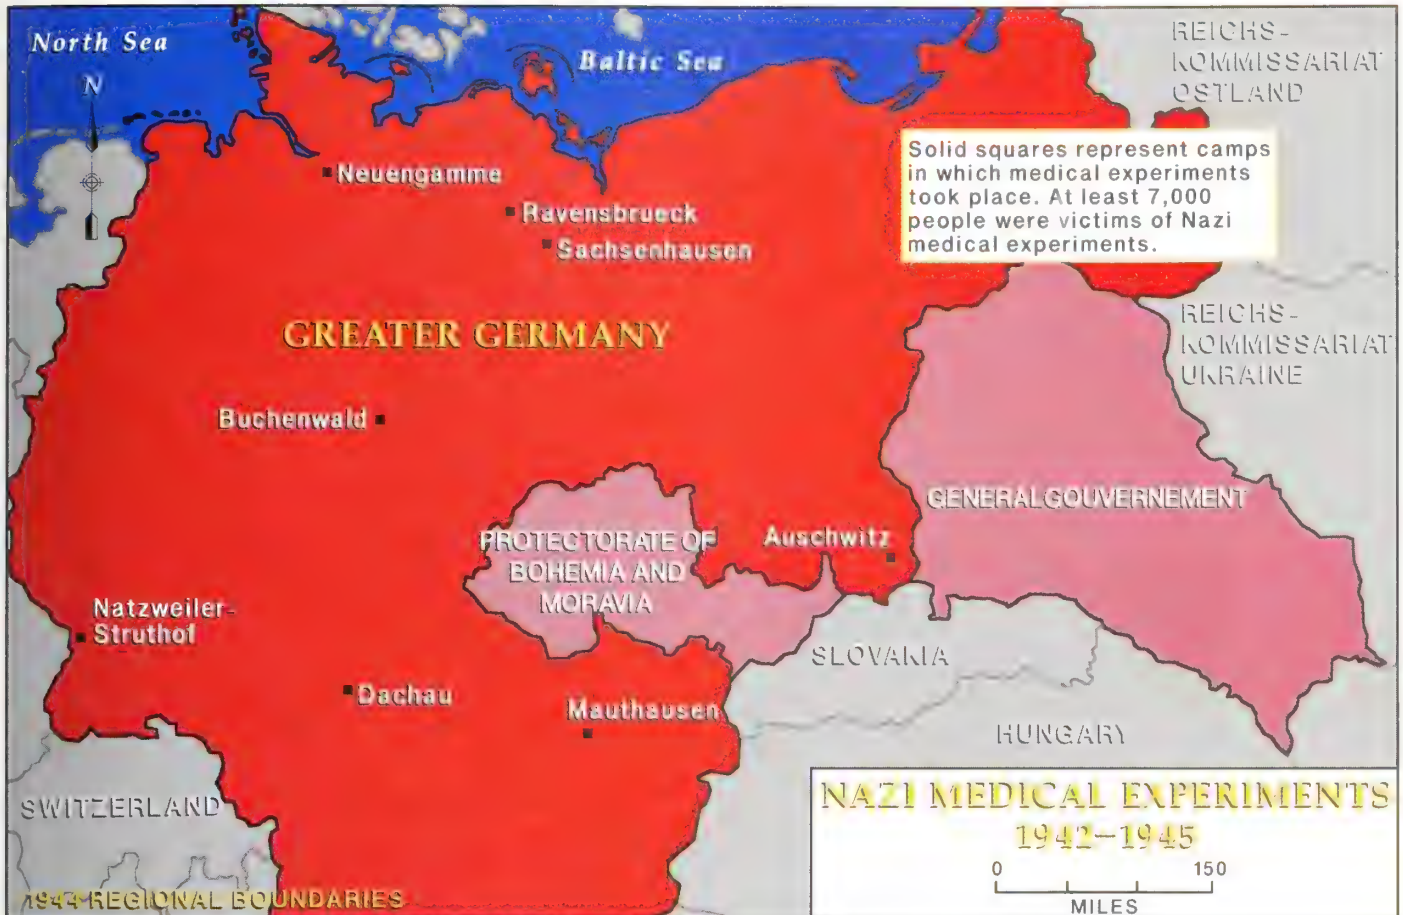 North Sea
N
Baltic Sea
REICHS-
KOMMISSARIAT
OSTLAND
Solid squares represent camps
in which medical experiments
took place. At least 7,000
people were victims of Nazi
medical experiments.
Neuengamme
Ravensbrueck
Sachsenhausen
GREATER GERMANY
REICHS-
KOMMISSARIAT
UKRAINE
Buchenwald
GENERALGOUVERNEMENT
PROTECTORATE OF
BOHEMIA AND
MORAVIA
Auschwitz
Natzweiler-
Struthof
SLOVAKIA
Dachau
Mauthausen
HUNGARY
SWITZERLAND
NAZI MEDICAL EXPERIMENTS
1942–1945
0 150
MILES
1944 REGIONAL BOUNDARIES